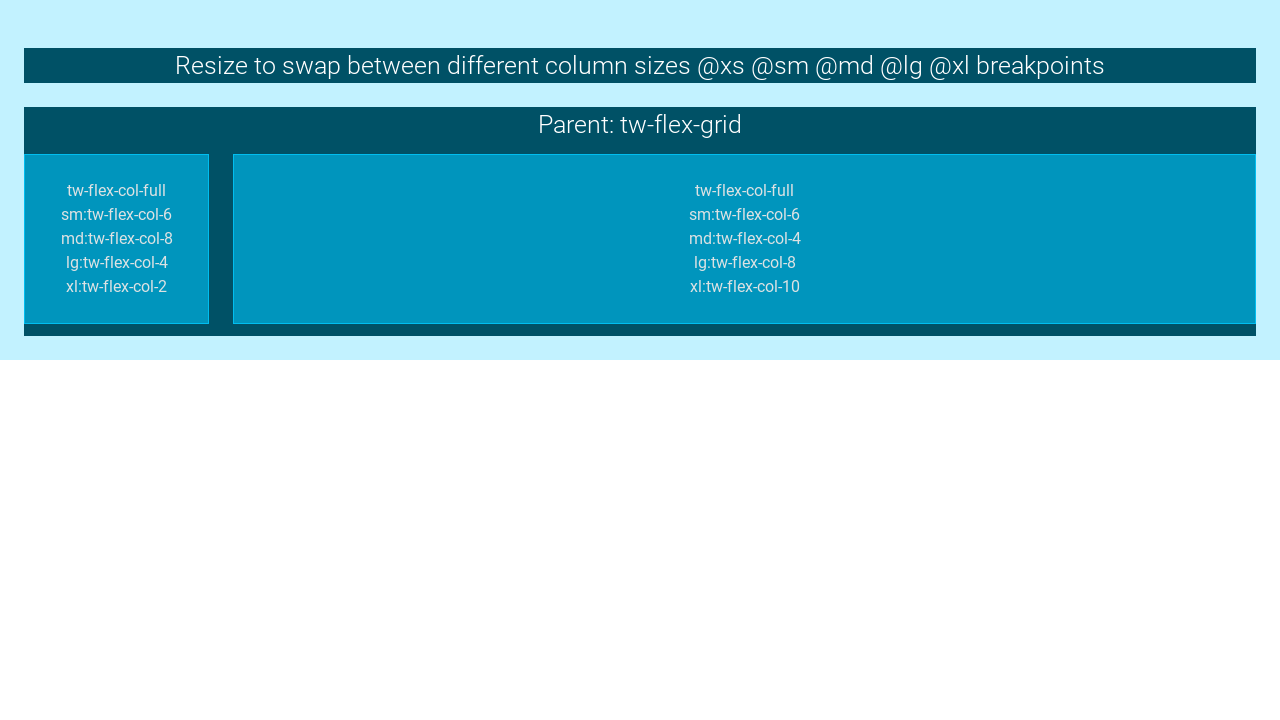 Resize to swap between different column sizes @xs @sm @md @lg @xl breakpoints
Parent: tw-flex-grid
tw-flex-col-full
sm:tw-flex-col-6
md:tw-flex-col-8
lg:tw-flex-col-4
xl:tw-flex-col-2
tw-flex-col-full
sm:tw-flex-col-6
md:tw-flex-col-4
lg:tw-flex-col-8
xl:tw-flex-col-10